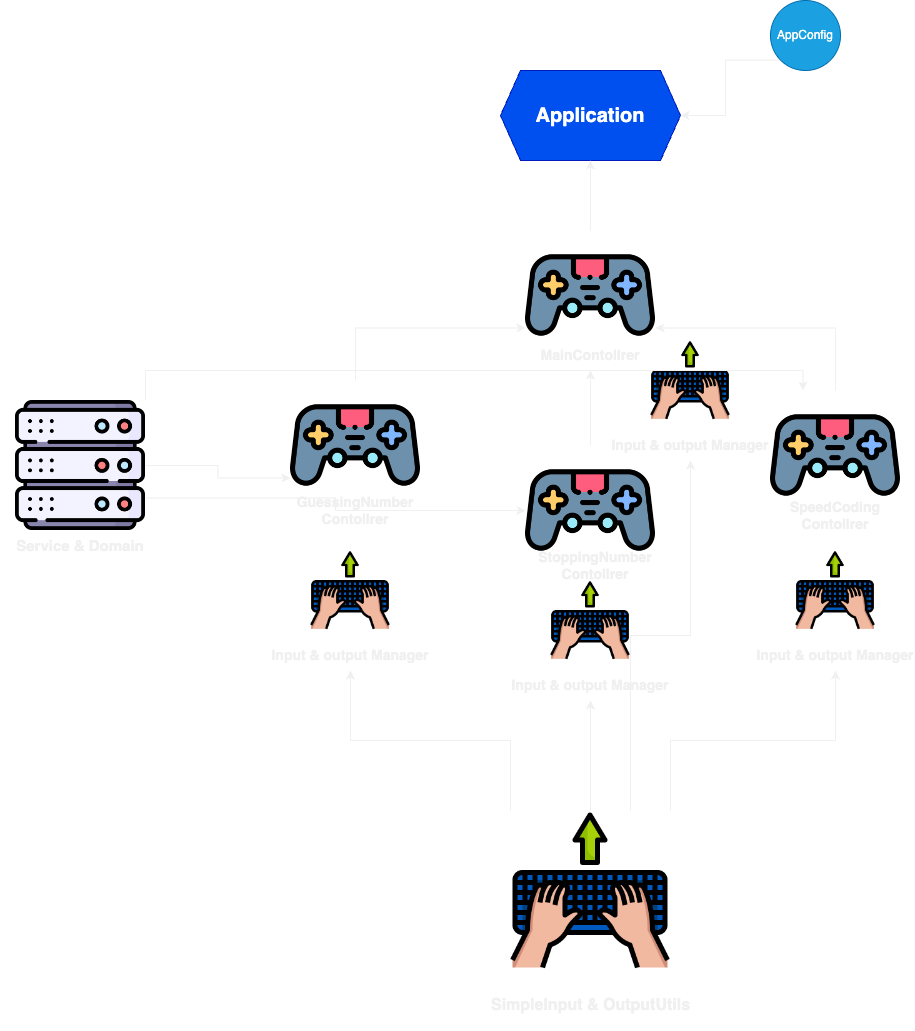 AppConfig
Application
MainContollrer
Input & output Manager
GuessingNumber
Contollrer
SpeedCoding
Contollrer
Service & Domain
StoppingNumber
Contollrer
Input & output Manager
Input & output Manager
Input & output Manager
SimpleInput & OutputUtils